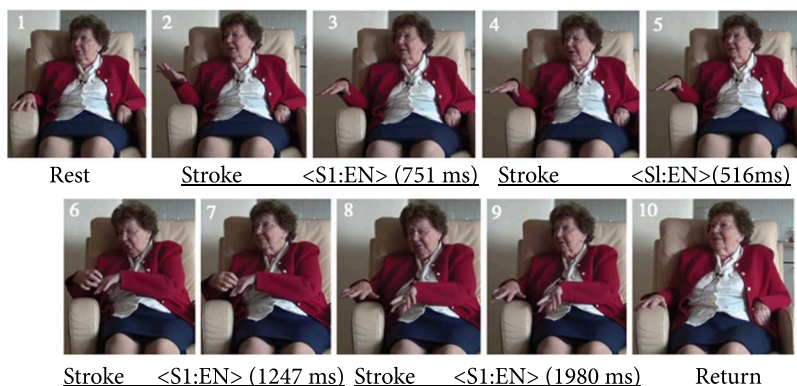 1 2 3 4 5
Rest Stroke <S1:EN> (751 ms) Stroke <Sl:EN>(516ms)
6 7 8 9 10
Stroke <S1:EN> (1247 ms) Stroke <S1:EN> (1980 ms) Return